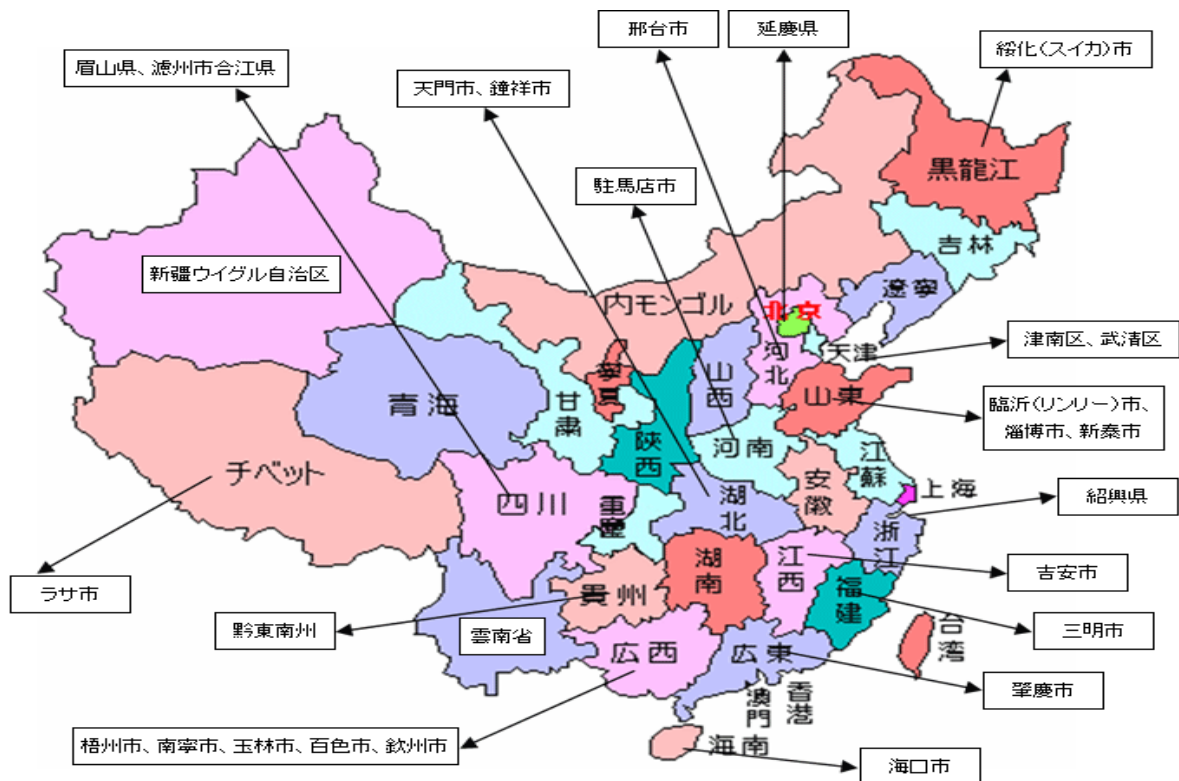 邢台市
延慶県
綏化(スイカ)市
眉山県、濾州市合江県
天門市、鐘祥市
駐馬店市
黒龍江
吉林
遼寧
新疆ウイグル自治区
内モンゴル
北京
河北
天津
津南区、武清区
山西
寧夏
甘粛
青海
陝西
山東
臨沂(リンリー)市、
淄博市、新泰市
河南
江蘇
安徽
上海
チベット
四川
重慶
湖北
浙江
紹興県
ラサ市
貴州
湖南
江西
吉安市
福建
黔東南州
雲南省
三明市
広西
広東
台湾
肇慶市
澳門
香港
梧州市、南寧市、玉林市、百色市、欽州市
海南
海口市